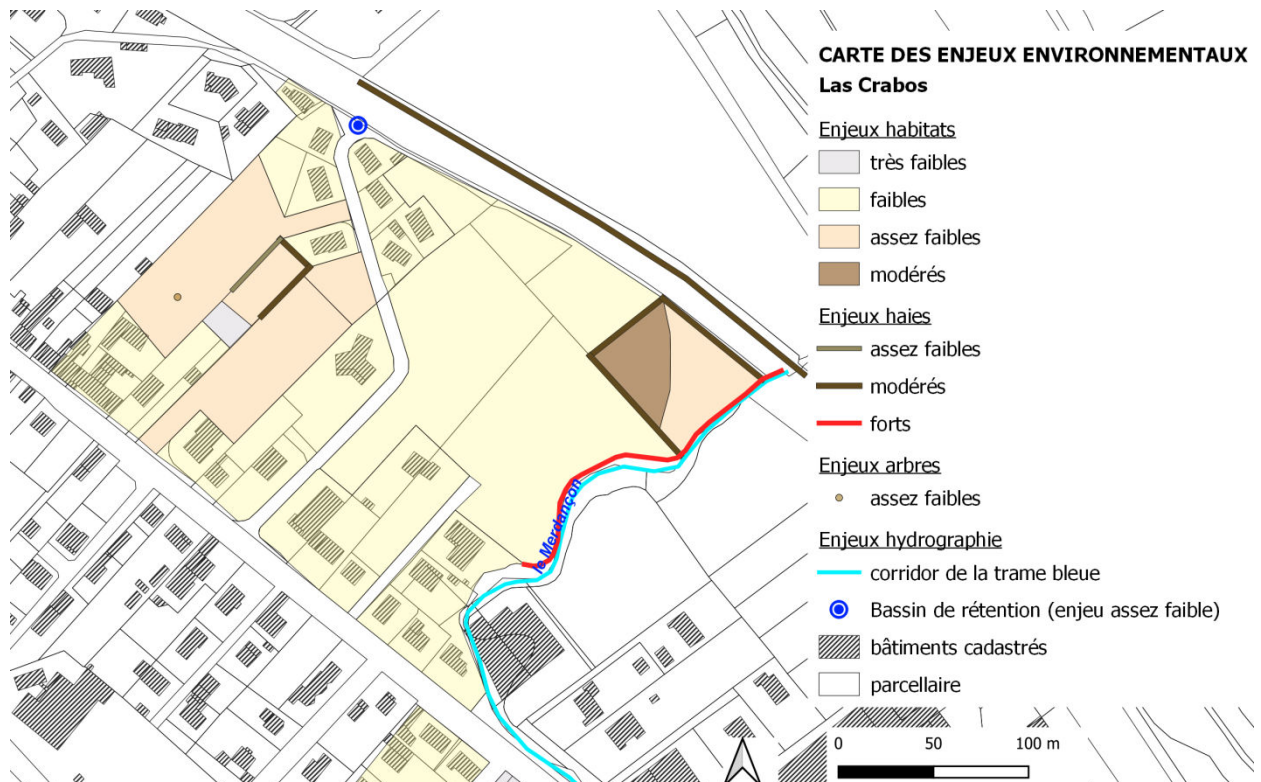 CARTE DES ENJEUX ENVIRONNEMENTAUX
Las Crabos
Enjeux habitats
très faibles
faibles
assez faibles
modérés
Enjeux haies
assez faibles
modérés
forts
Enjeux arbres
assez faibles
Enjeux hydrographie
corridor de la trame bleue
Bassin de rétention (enjeu assez faible)
bâtiments cadastrés
parcellaire
0 50 100 m
le Merdançon